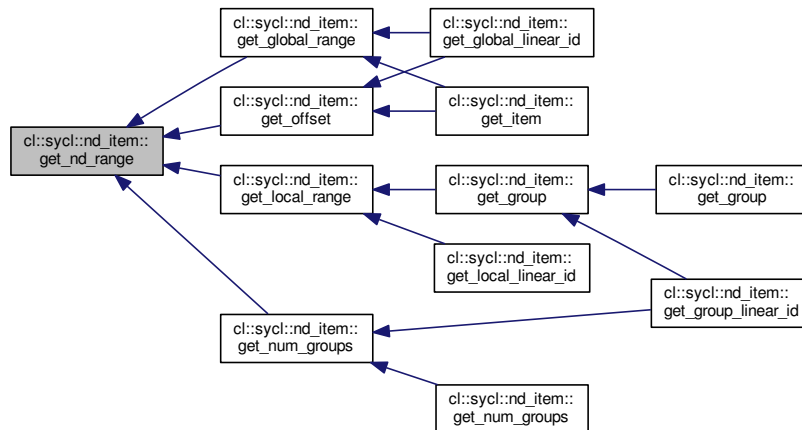 cl::sycl::nd_item::
get_nd_range
cl::sycl::nd_item::
get_global_range
cl::sycl::nd_item::
get_offset
cl::sycl::nd_item::
get_local_range
cl::sycl::nd_item::
get_num_groups
cl::sycl::nd_item::
get_global_linear_id
cl::sycl::nd_item::
get_item
cl::sycl::nd_item::
get_group
cl::sycl::nd_item::
get_local_linear_id
cl::sycl::nd_item::
get_num_groups
cl::sycl::nd_item::
get_group
cl::sycl::nd_item::
get_group_linear_id